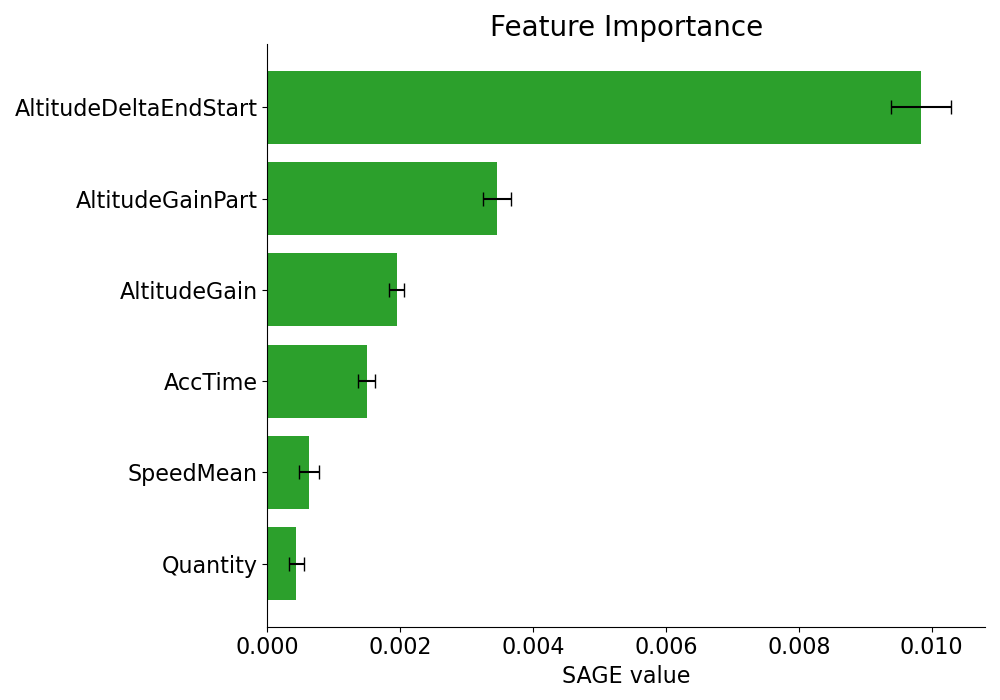 Feature Importance
AltitudeDeltaEndStart
AltitudeGainPart
AltitudeGain
AccTime
SpeedMean
Quantity
0.000 0.002 0.004 0.006 0.008 0.010
SAGE value